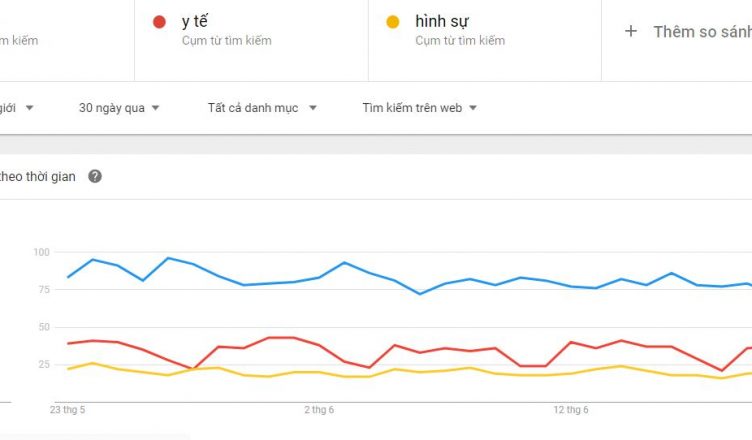 y tế
hình sự
m tìm kiếm
Cụm từ tìm kiếm
Cụm từ tìm kiếm
+ Thêm so sánh
giới
30 ngày qua
Tất cả danh mục
Tìm kiếm trên web
theo thời gian ?
100
75
50
25
23 thg 5
2 thg 6
12 thg 6